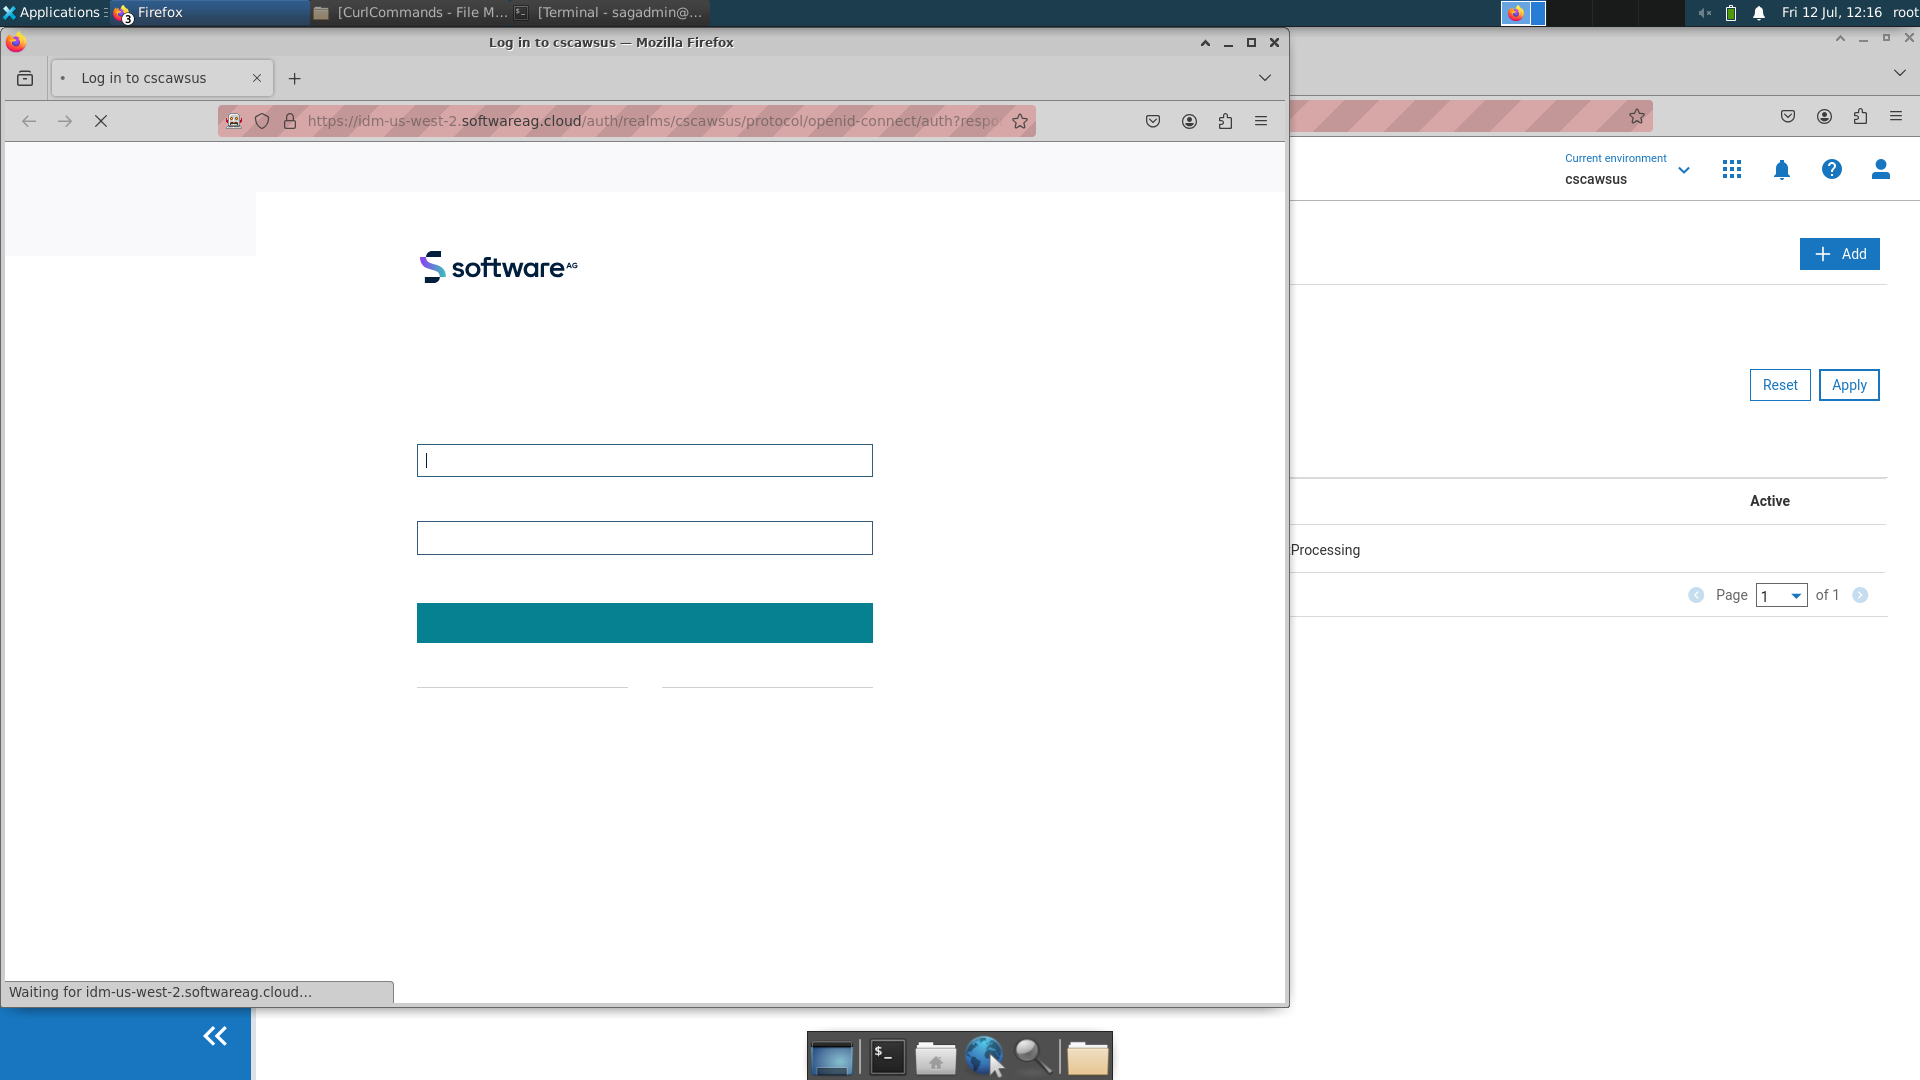 Applications
3
Firefox
[CurlCommands - File M...
[Terminal - sagadmin@...
Fri 12 Jul, 12:16
root
Log in to cscawsus — Mozilla Firefox
Log in to cscawsus
https://idm-us-west-2.softwareag.cloud/auth/realms/cscawsus/protocol/openid-connect/auth?respo
Current environment
cscawsus
software AG
Add
Reset
Apply
Active
Processing
Page
1
of 1
Waiting for idm-us-west-2.softwareag.cloud...
$_